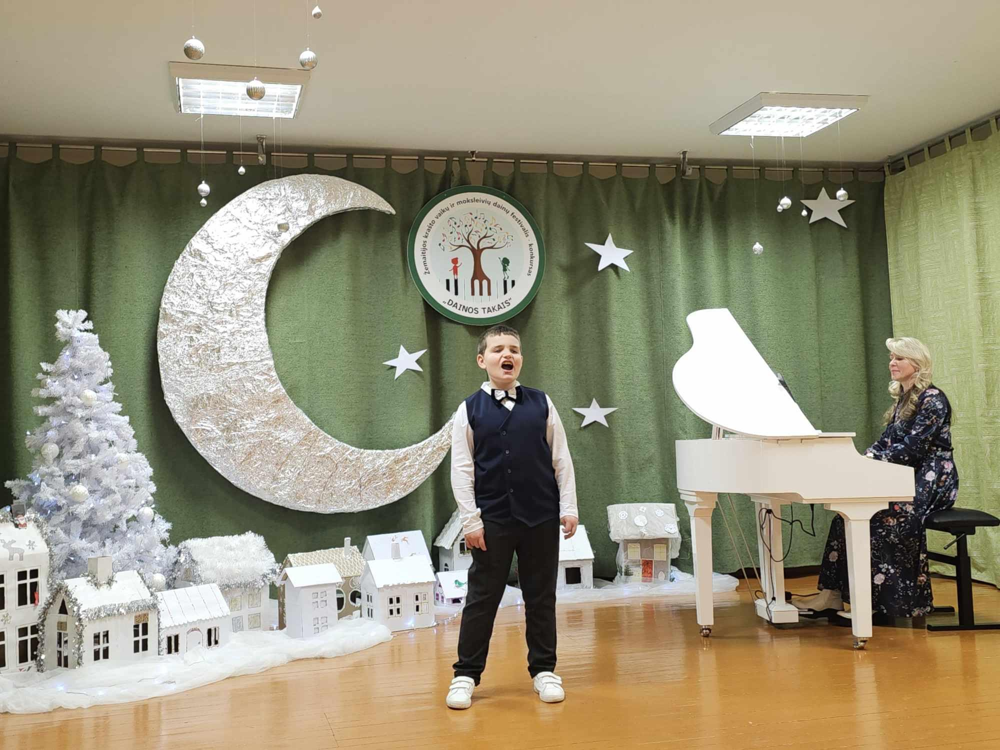 Žemaitijos krašto vaikų ir moksleivių dainų festivalis - konkursas
„DAINOS TAKAIS“